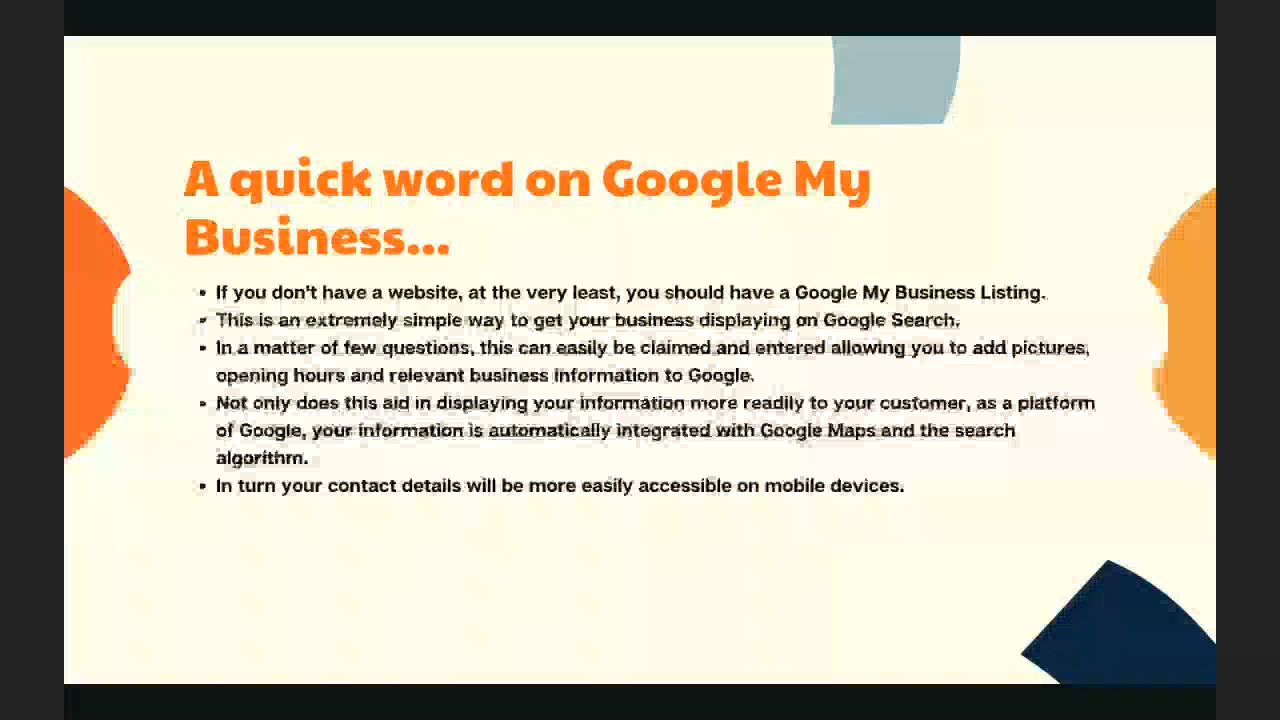 A quick word on Google My
Business...
• If you don't have a website, at the very least, you should have a Google My Business Listing.
• This is an extremely simple way to get your business displaying on Google Search.
• In a matter of few questions, this can easily be claimed and entered allowing you to add pictures,
opening hours and relevant business information to Google.
• Not only does this aid in displaying your information more readily to your customer, as a platform
of Google, your information is automatically integrated with Google Maps and the search
algorithm.
• In turn your contact details will be more easily accessible on mobile devices.